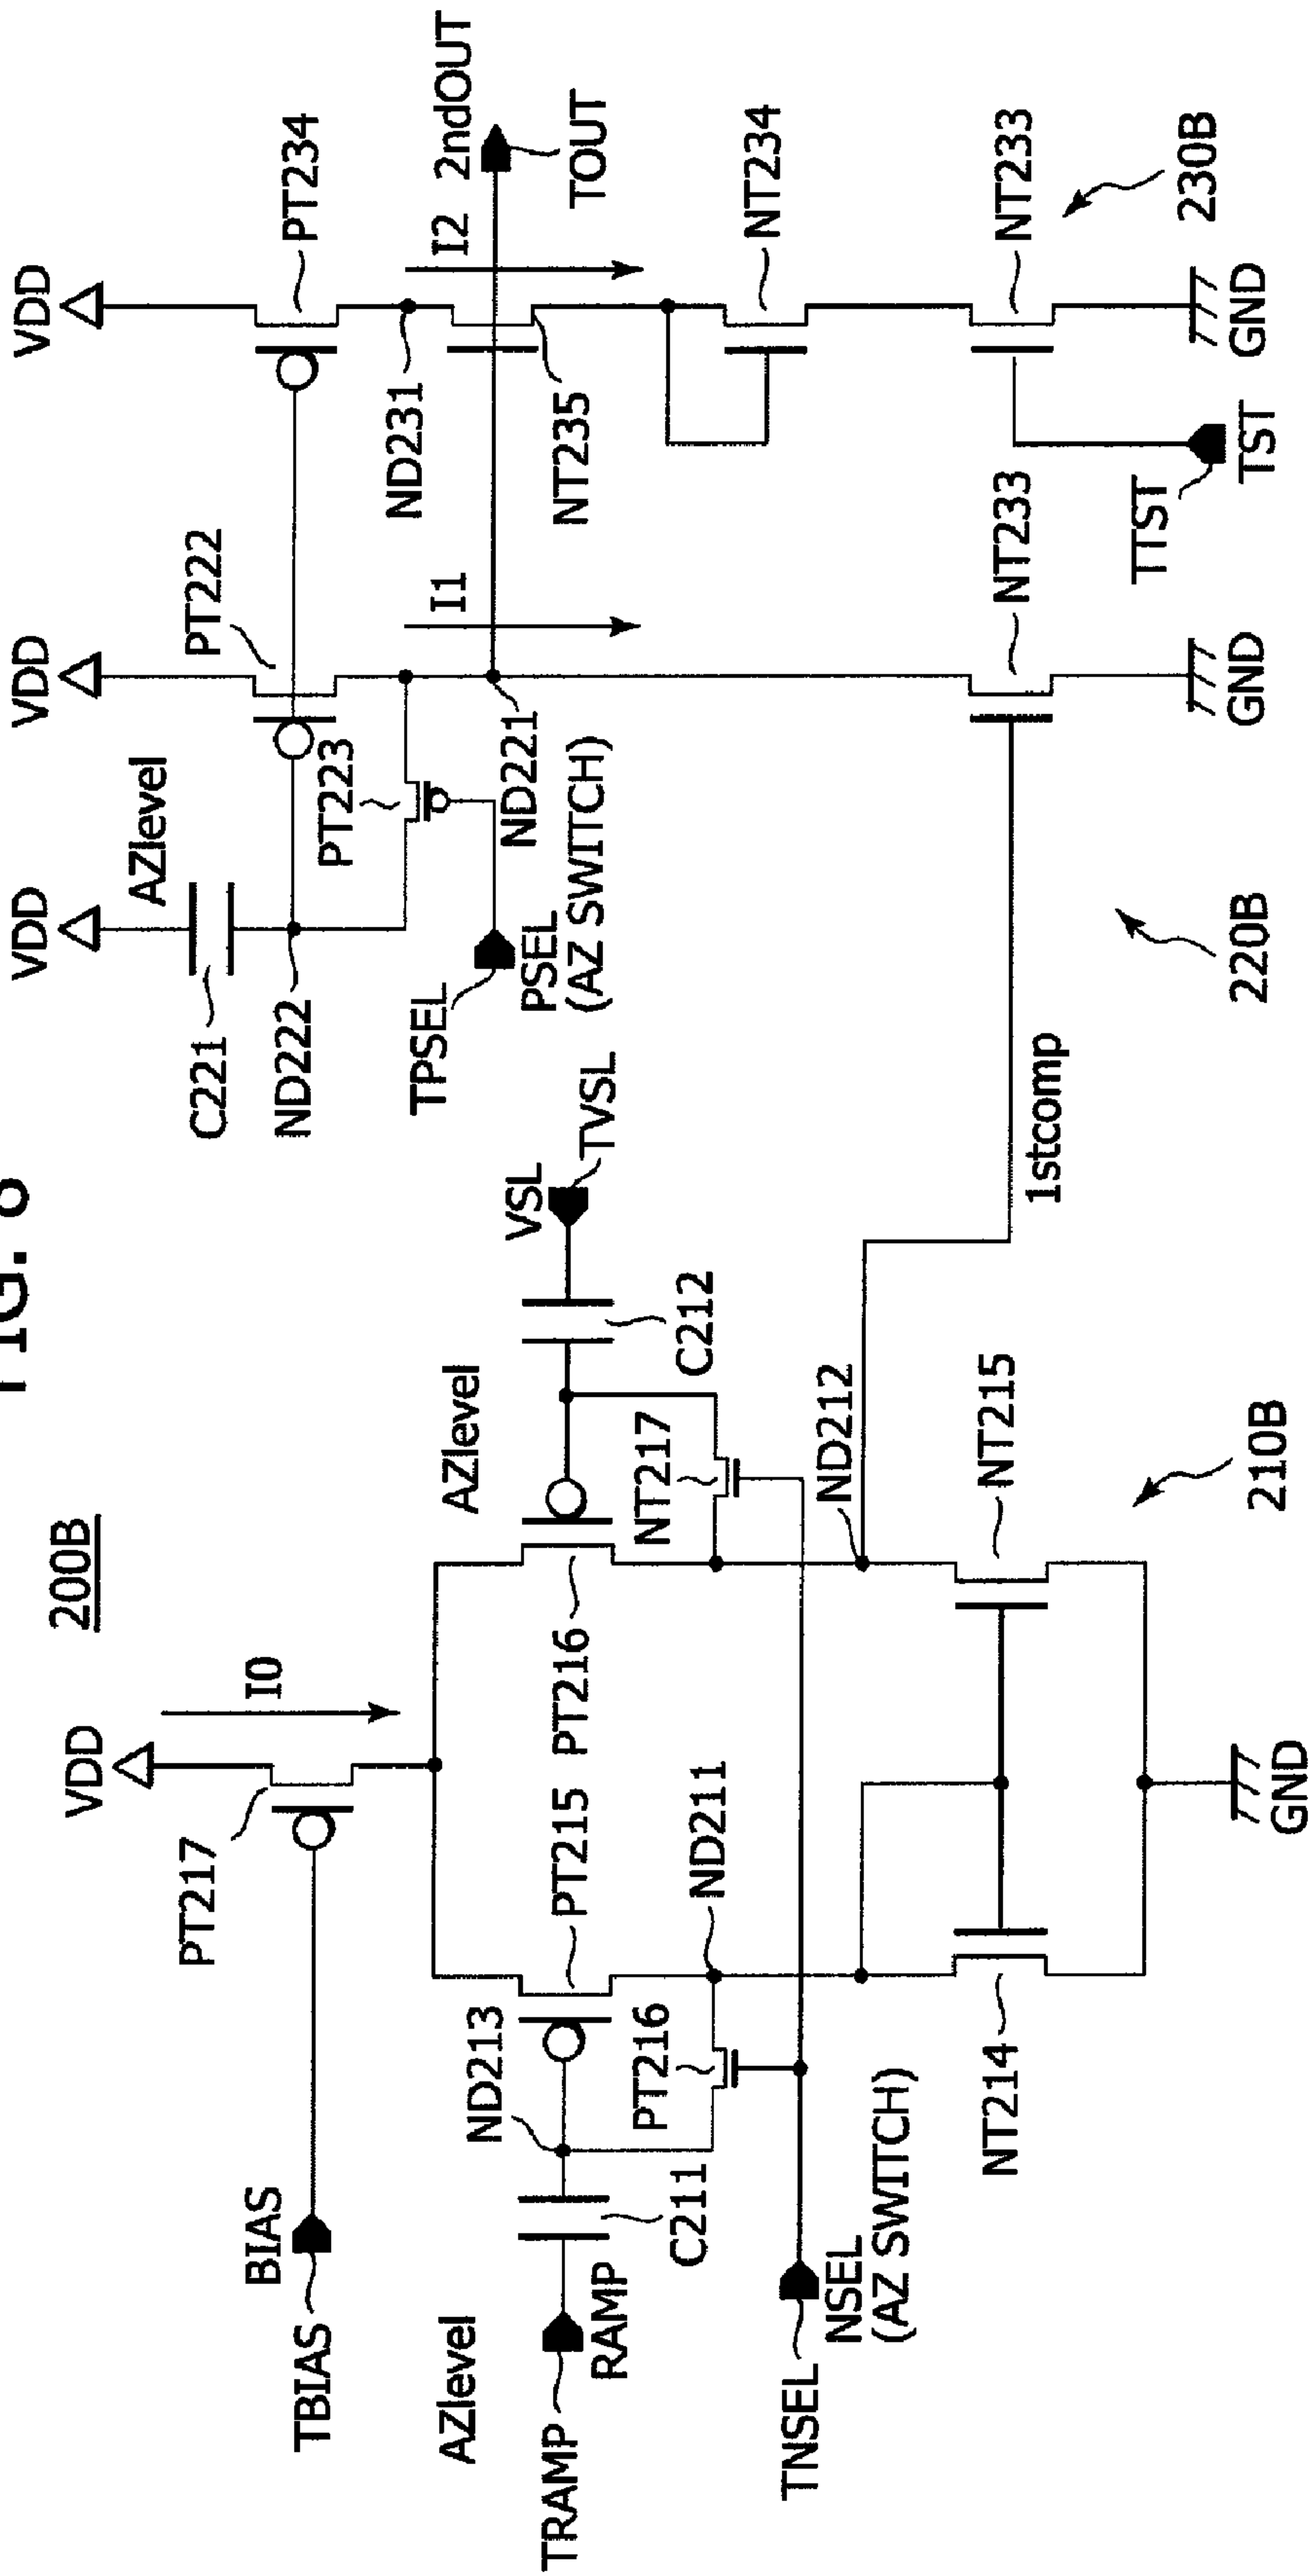 FIG. 8
200B
VDD
I0
PT217
BIAS
TBIAS
AZlevel
TRAMP
RAMP
C211
ND213
PT215
PT216
AZlevel
VSL
TVSL
C212
PT216
ND211
NT217
ND212
TNSEL
NSEL
(AZ SWITCH)
NT214
NT215
GND
210B
1stcomp
VDD
AZlevel
C221
ND222
VDD
PT222
PT223
TPSEL
PSEL
(AZ SWITCH)
ND221
I1
NT233
GND
220B
VDD
PT234
ND231
I2
2ndOUT
TOUT
NT235
NT234
NT233
TTST
TST
GND
230B